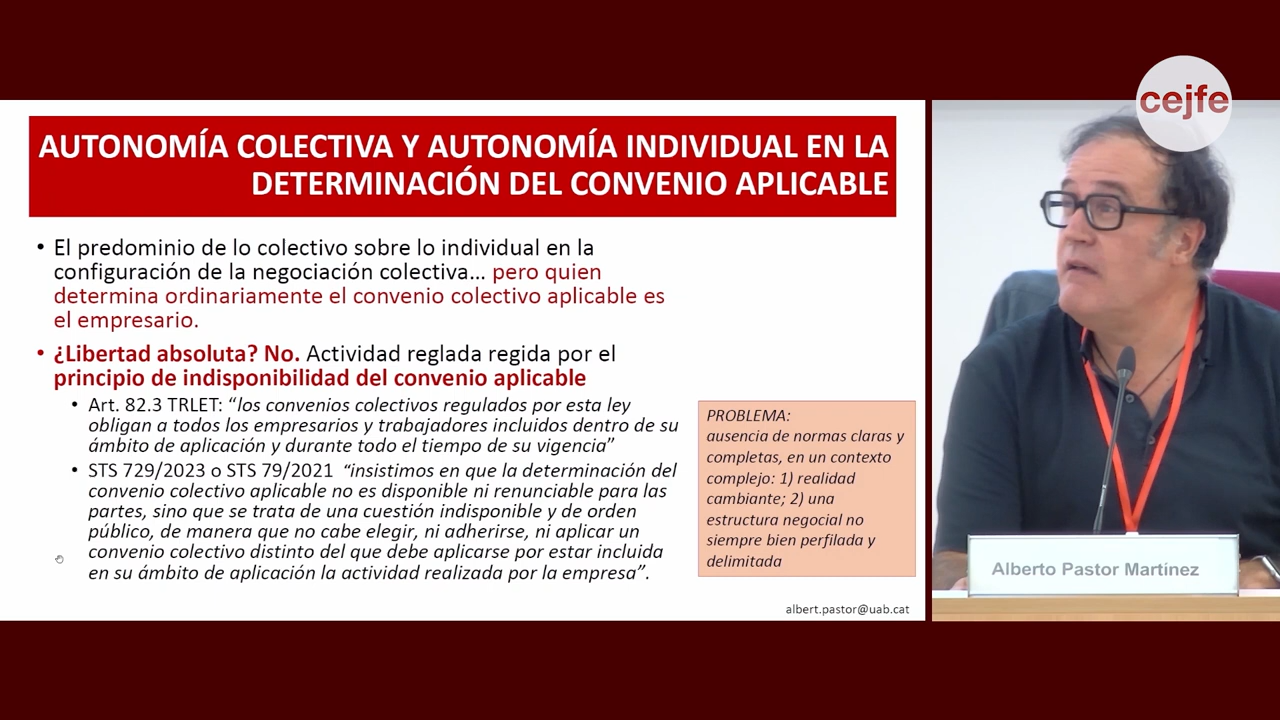 cejfe
AUTONOMÍA COLECTIVA Y AUTONOMÍA INDIVIDUAL EN LA
DETERMINACIÓN DEL CONVENIO APLICABLE
• El predominio de lo colectivo sobre lo individual en la
configuración de la negociación colectiva... pero quien
determina ordinariamente el convenio colectivo aplicable es
el empresario.
• ¿Libertad absoluta? No. Actividad reglada regida por el
principio de indisponibilidad del convenio aplicable
• Art. 82.3 TRLET: “los convenios colectivos regulados por esta ley
obligan a todos los empresarios y trabajadores incluidos dentro de su
ámbito de aplicación y durante todo el tiempo de su vigencia”
• STS 729/2023 o STS 79/2021 “insistimos en que la determinación del
convenio colectivo aplicable no es disponible ni renunciable para las
partes, sino que se trata de una cuestión indisponible y de orden
público, de manera que no cabe elegir, ni adherirse, ni aplicar un
convenio colectivo distinto del que debe aplicarse por estar incluida
en su ámbito de aplicación la actividad realizada por la empresa”.
PROBLEMA:
ausencia de normas claras y
completas, en un contexto
complejo: 1) realidad
cambiante; 2) una
estructura negocial no
siempre bien perfilada y
delimitada
albert.pastor@uab.cat
Alberto Pastor Martínez